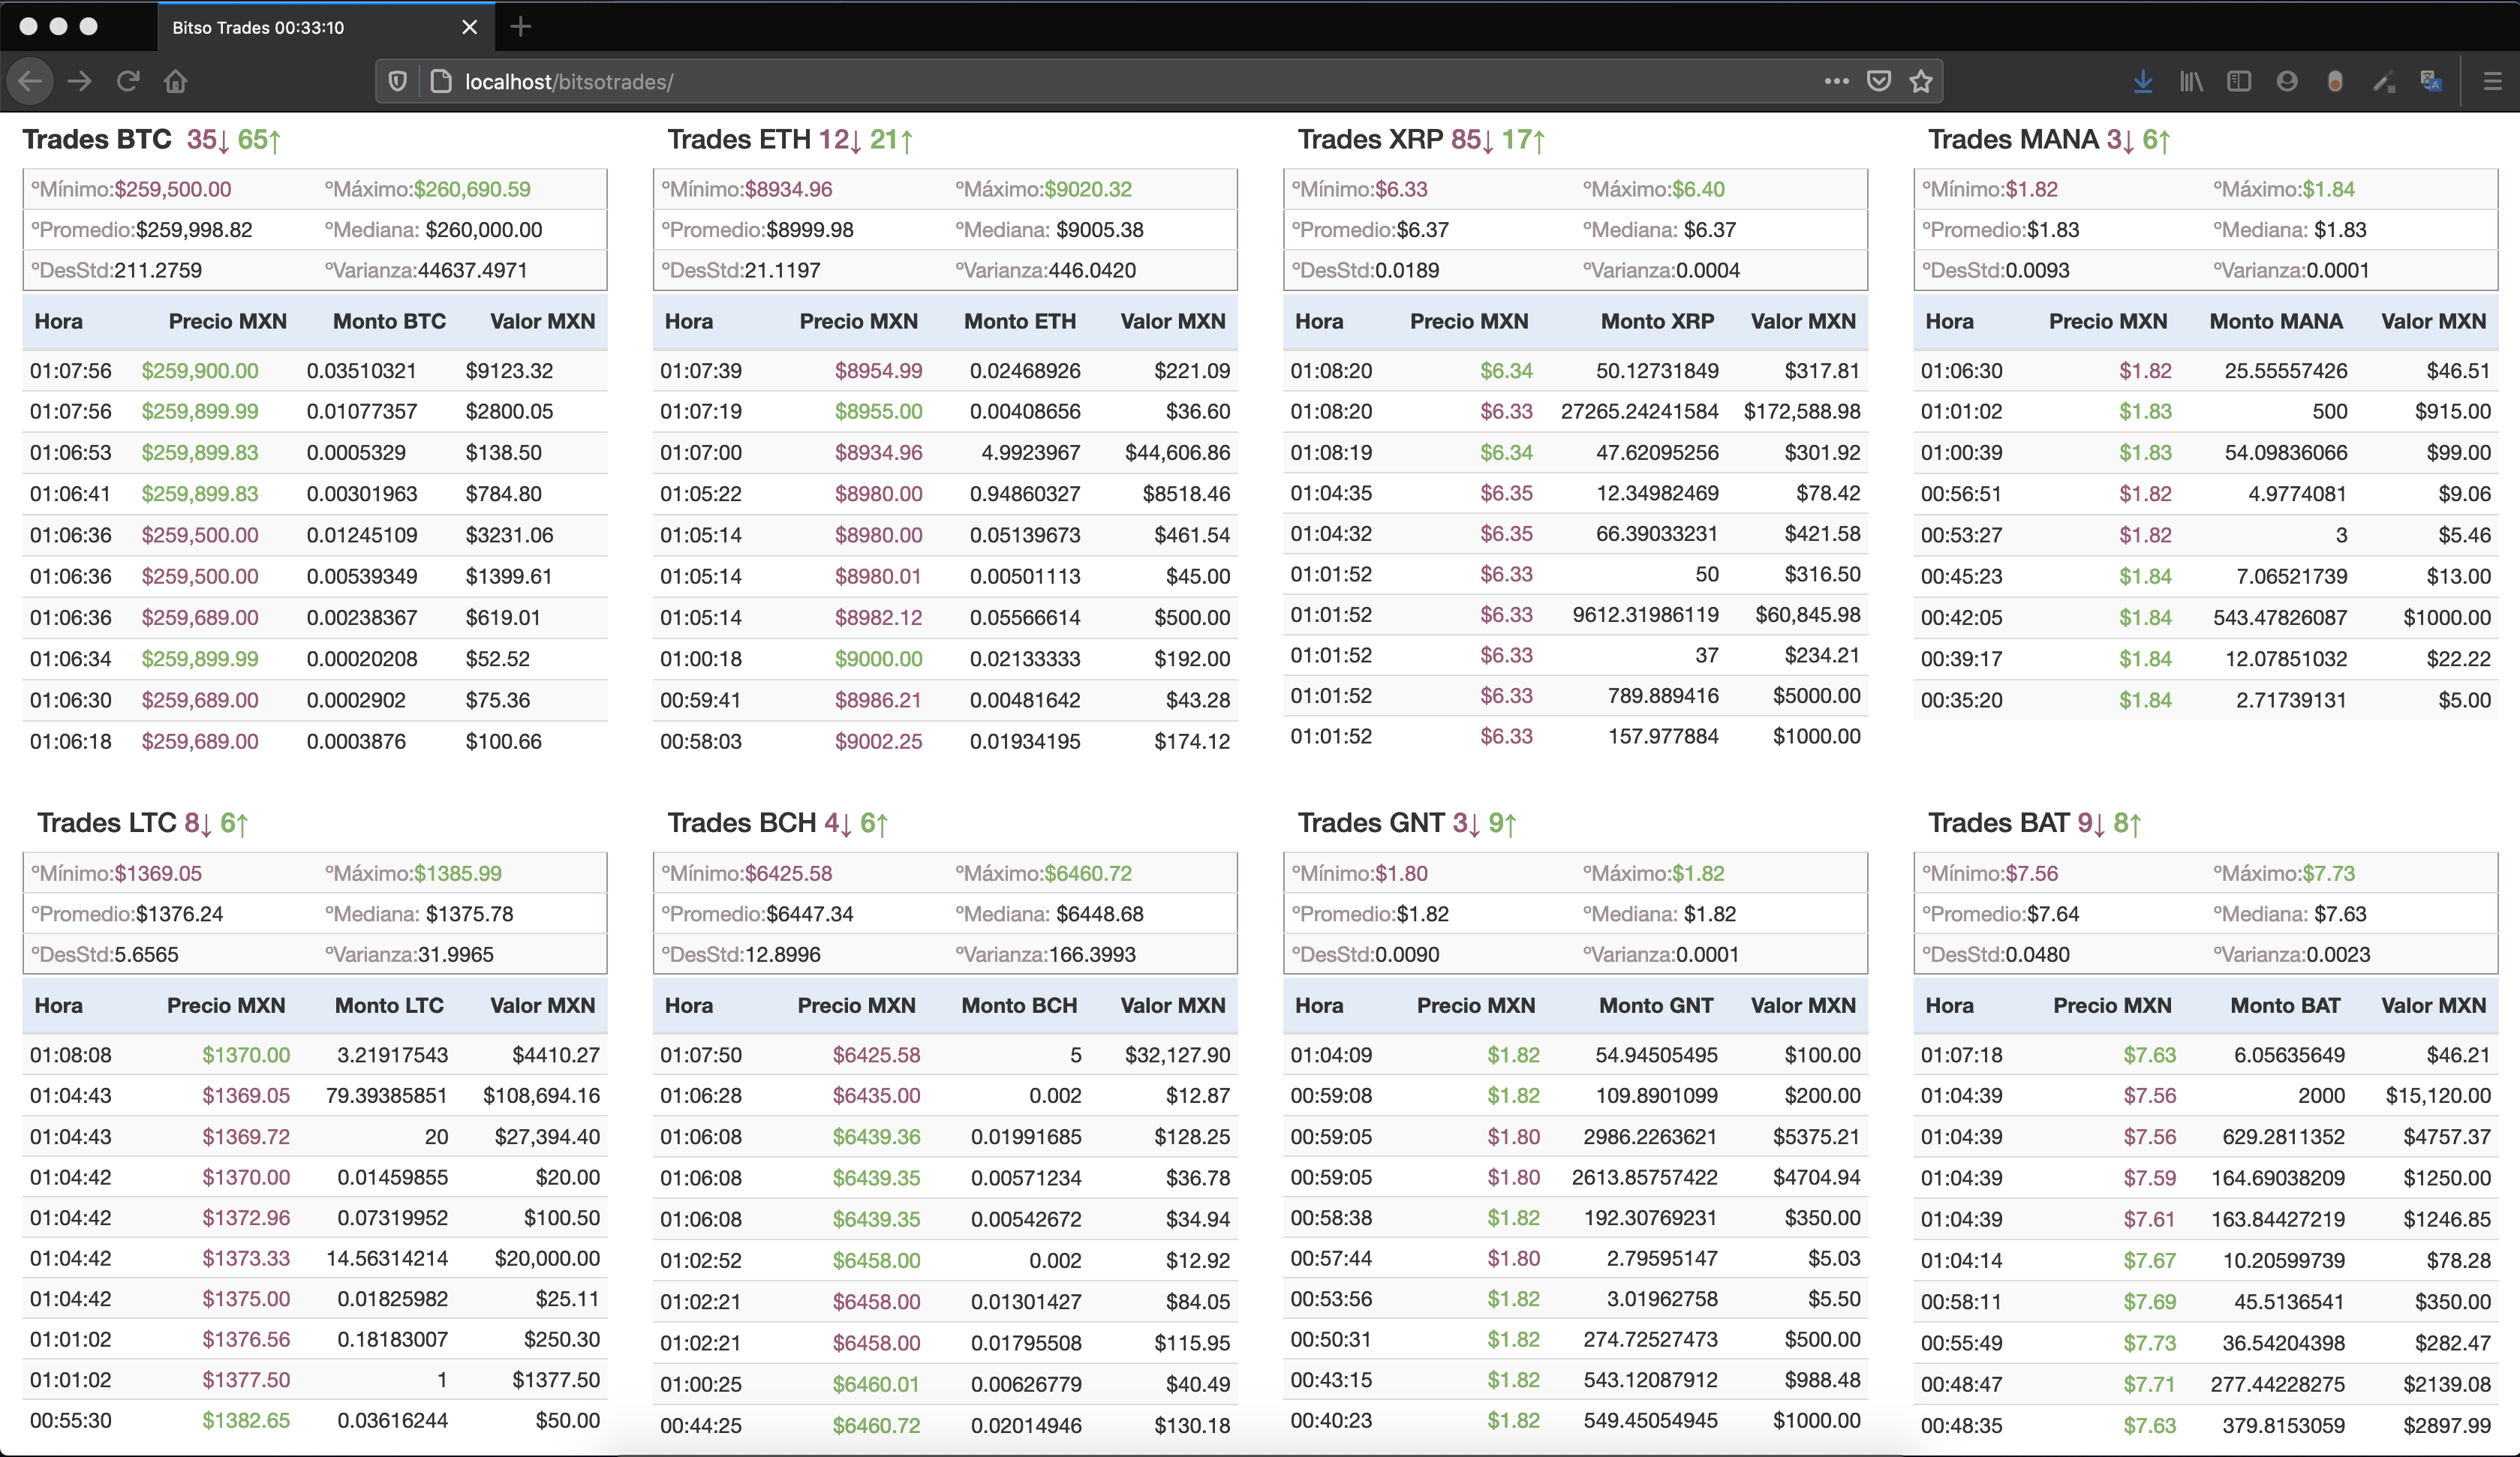 Bitso Trades 00:33:10
localhost/bitsotrades/
Trades BTC 35↓ 65↑
ºMínimo:$259,500.00 ºMáximo:$260,690.59
ºPromedio:$259,998.82 ºMediana: $260,000.00
ºDesStd:211.2759 ºVarianza:44637.4971
Hora Precio MXN Monto BTC Valor MXN
01:07:56 $259,900.00 0.03510321 $9123.32
01:07:56 $259,899.99 0.01077357 $2800.05
01:06:53 $259,899.83 0.0005329 $138.50
01:06:41 $259,899.83 0.00301963 $784.80
01:06:36 $259,500.00 0.01245109 $3231.06
01:06:36 $259,500.00 0.00539349 $1399.61
01:06:36 $259,689.00 0.00238367 $619.01
01:06:34 $259,899.99 0.00020208 $52.52
01:06:30 $259,689.00 0.0002902 $75.36
01:06:18 $259,689.00 0.0003876 $100.66
Trades ETH 12↓ 21↑
ºMínimo:$8934.96 ºMáximo:$9020.32
ºPromedio:$8999.98 ºMediana: $9005.38
ºDesStd:21.1197 ºVarianza:446.0420
Hora Precio MXN Monto ETH Valor MXN
01:07:39 $8954.99 0.02468926 $221.09
01:07:19 $8955.00 0.00408656 $36.60
01:07:00 $8934.96 4.9923967 $44,606.86
01:05:22 $8980.00 0.94860327 $8518.46
01:05:14 $8980.00 0.05139673 $461.54
01:05:14 $8980.01 0.00501113 $45.00
01:05:14 $8982.12 0.05566614 $500.00
01:00:18 $9000.00 0.02133333 $192.00
00:59:41 $8986.21 0.00481642 $43.28
00:58:03 $9002.25 0.01934195 $174.12
Trades XRP 85↓ 17↑
ºMínimo:$6.33 ºMáximo:$6.40
ºPromedio:$6.37 ºMediana: $6.37
ºDesStd:0.0189 ºVarianza:0.0004
Hora Precio MXN Monto XRP Valor MXN
01:08:20 $6.34 50.12731849 $317.81
01:08:20 $6.33 27265.24241584 $172,588.98
01:08:19 $6.34 47.62095256 $301.92
01:04:35 $6.35 12.34982469 $78.42
01:04:32 $6.35 66.39033231 $421.58
01:01:52 $6.33 50 $316.50
01:01:52 $6.33 9612.31986119 $60,845.98
01:01:52 $6.33 37 $234.21
01:01:52 $6.33 789.889416 $5000.00
01:01:52 $6.33 157.977884 $1000.00
Trades MANA 3↓ 6↑
ºMínimo:$1.82 ºMáximo:$1.84
ºPromedio:$1.83 ºMediana: $1.83
ºDesStd:0.0093 ºVarianza:0.0001
Hora Precio MXN Monto MANA Valor MXN
01:06:30 $1.82 25.55557426 $46.51
01:01:02 $1.83 500 $915.00
01:00:39 $1.83 54.09836066 $99.00
00:56:51 $1.82 4.9774081 $9.06
00:53:27 $1.82 3 $5.46
00:45:23 $1.84 7.06521739 $13.00
00:42:05 $1.84 543.47826087 $1000.00
00:39:17 $1.84 12.07851032 $22.22
00:35:20 $1.84 2.71739131 $5.00
Trades LTC 8↓ 6↑
ºMínimo:$1369.05 ºMáximo:$1385.99
ºPromedio:$1376.24 ºMediana: $1375.78
ºDesStd:5.6565 ºVarianza:31.9965
Hora Precio MXN Monto LTC Valor MXN
01:08:08 $1370.00 3.21917543 $4410.27
01:04:43 $1369.05 79.39385851 $108,694.16
01:04:43 $1369.72 20 $27,394.40
01:04:42 $1370.00 0.01459855 $20.00
01:04:42 $1372.96 0.07319952 $100.50
01:04:42 $1373.33 14.56314214 $20,000.00
01:04:42 $1375.00 0.01825982 $25.11
01:01:02 $1376.56 0.18183007 $250.30
01:01:02 $1377.50 1 $1377.50
00:55:30 $1382.65 0.03616244 $50.00
Trades BCH 4↓ 6↑
ºMínimo:$6425.58 ºMáximo:$6460.72
ºPromedio:$6447.34 ºMediana: $6448.68
ºDesStd:12.8996 ºVarianza:166.3993
Hora Precio MXN Monto BCH Valor MXN
01:07:50 $6425.58 5 $32,127.90
01:06:28 $6435.00 0.002 $12.87
01:06:08 $6439.36 0.01991685 $128.25
01:06:08 $6439.35 0.00571234 $36.78
01:06:08 $6439.35 0.00542672 $34.94
01:02:52 $6458.00 0.002 $12.92
01:02:21 $6458.00 0.01301427 $84.05
01:02:21 $6458.00 0.01795508 $115.95
01:00:25 $6460.01 0.00626779 $40.49
00:44:25 $6460.72 0.02014946 $130.18
Trades GNT 3↓ 9↑
ºMínimo:$1.80 ºMáximo:$1.82
ºPromedio:$1.82 ºMediana: $1.82
ºDesStd:0.0090 ºVarianza:0.0001
Hora Precio MXN Monto GNT Valor MXN
01:04:09 $1.82 54.94505495 $100.00
00:59:08 $1.82 109.8901099 $200.00
00:59:05 $1.80 2986.2263621 $5375.21
00:59:05 $1.80 2613.85757422 $4704.94
00:58:38 $1.82 192.30769231 $350.00
00:57:44 $1.80 2.79595147 $5.03
00:53:56 $1.82 3.01962758 $5.50
00:50:31 $1.82 274.72527473 $500.00
00:43:15 $1.82 543.12087912 $988.48
00:40:23 $1.82 549.45054945 $1000.00
Trades BAT 9↓ 8↑
ºMínimo:$7.56 ºMáximo:$7.73
ºPromedio:$7.64 ºMediana: $7.63
ºDesStd:0.0480 ºVarianza:0.0023
Hora Precio MXN Monto BAT Valor MXN
01:07:18 $7.63 6.05635649 $46.21
01:04:39 $7.56 2000 $15,120.00
01:04:39 $7.56 629.2811352 $4757.37
01:04:39 $7.59 164.69038209 $1250.00
01:04:39 $7.61 163.84427219 $1246.85
01:04:14 $7.67 10.20599739 $78.28
00:58:11 $7.69 45.5136541 $350.00
00:55:49 $7.73 36.54204398 $282.47
00:48:47 $7.71 277.44228275 $2139.08
00:48:35 $7.63 379.8153059 $2897.99